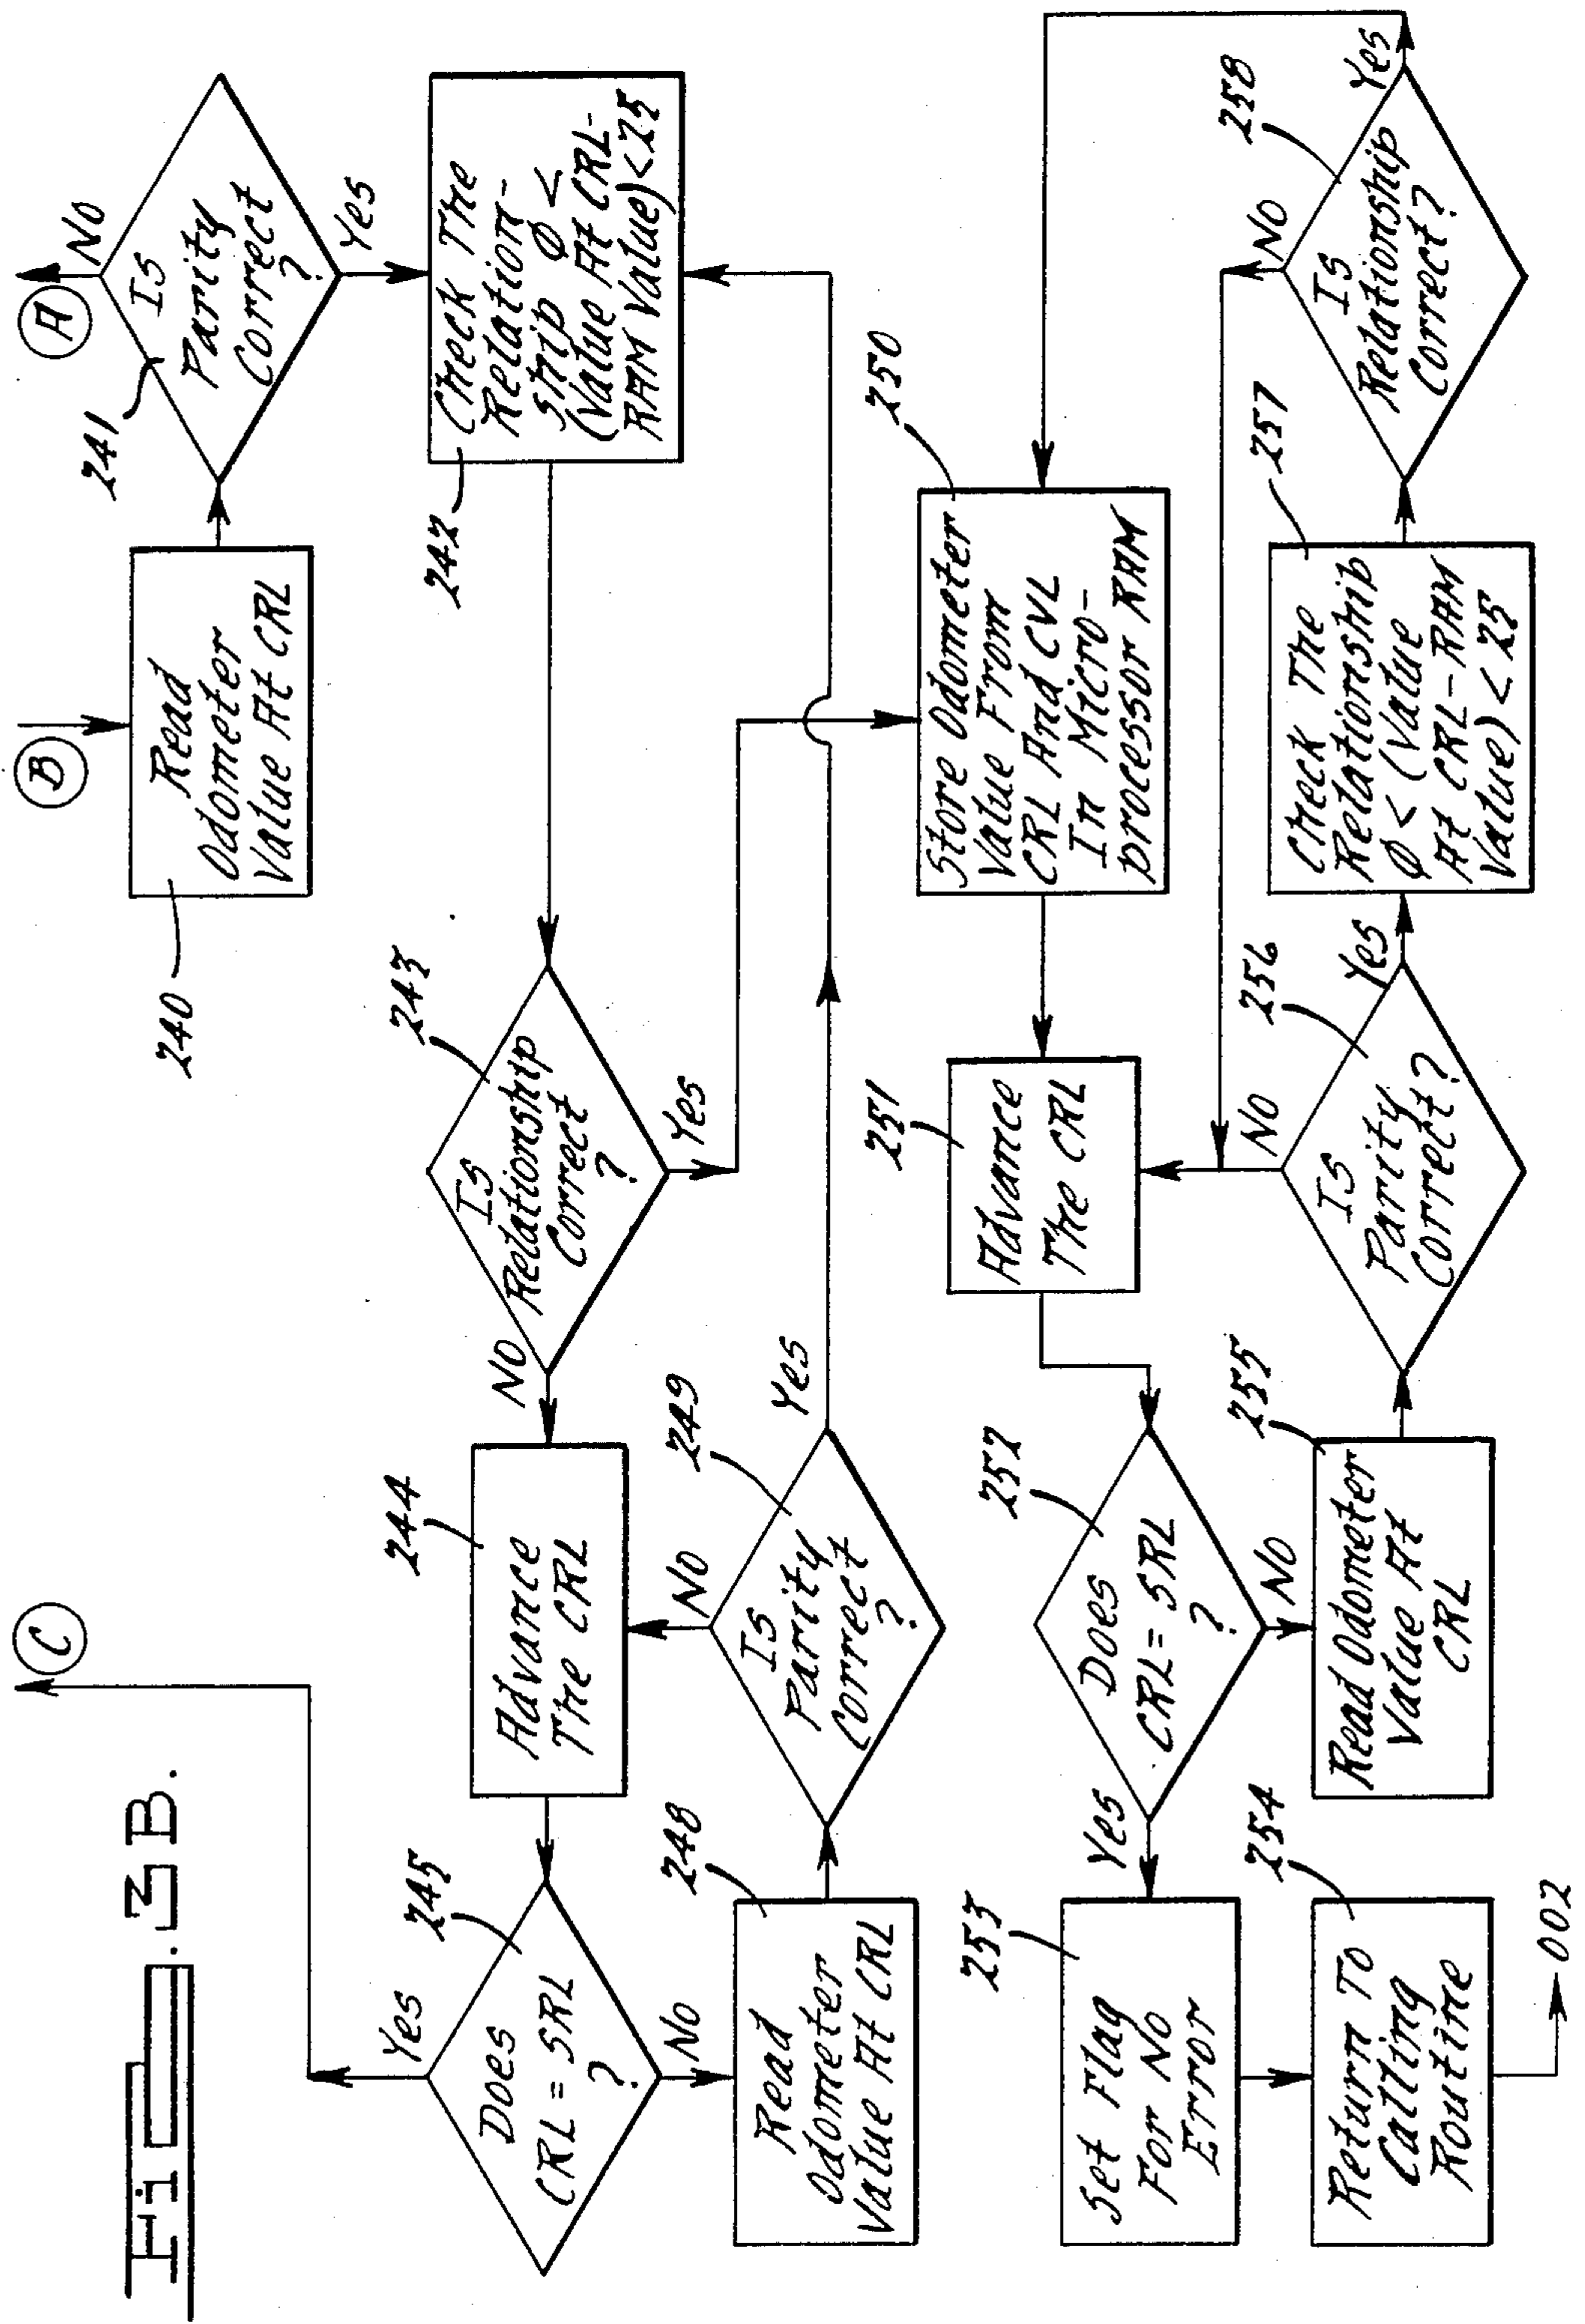 Fig. 3B.
C
B
A
240
Read
Odometer
Value At CRL
241
Is
Parity
Correct
?
No
Yes
242
Check The
Relation-
ship Ø <
(Value At CRL-
RAM Value) < 25
243
Is
Relationship
Correct
?
No
Yes
244
Advance
The CRL
245
Does
CRL = SRL
?
Yes
No
248
Read
Odometer
Value At CRL
249
Is
Parity
Correct
?
No
Yes
250
Store Odometer
Value From
CRL And CVL
In Micro-
processor RAM
251
Advance
The CRL
252
Does
CRL = SRL
?
Yes
No
253
Set Flag
For No
Error
254
Return To
Calling
Routine
002
255
Read Odometer
Value At
CRL
256
Is
Parity
Correct?
No
Yes
257
Check The
Relationship
Ø < (Value
At CRL-RAM
Value) < 25
258
Is
Relationship
Correct?
No
Yes